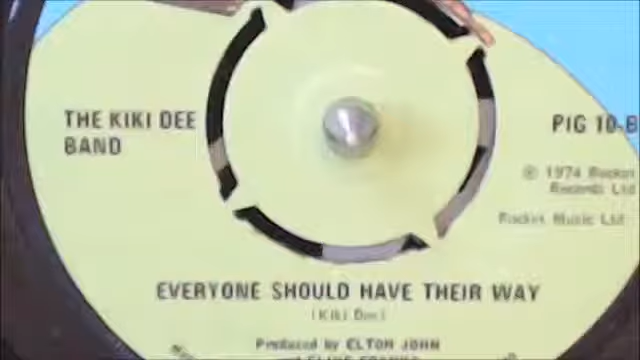 THE KIKI DEE
BAND
PIG 10-B
℗ 1974 Rocket
Records Ltd
Rocket Music Ltd
EVERYONE SHOULD HAVE THEIR WAY
(Kiki Dee)
Produced by ELTON JOHN